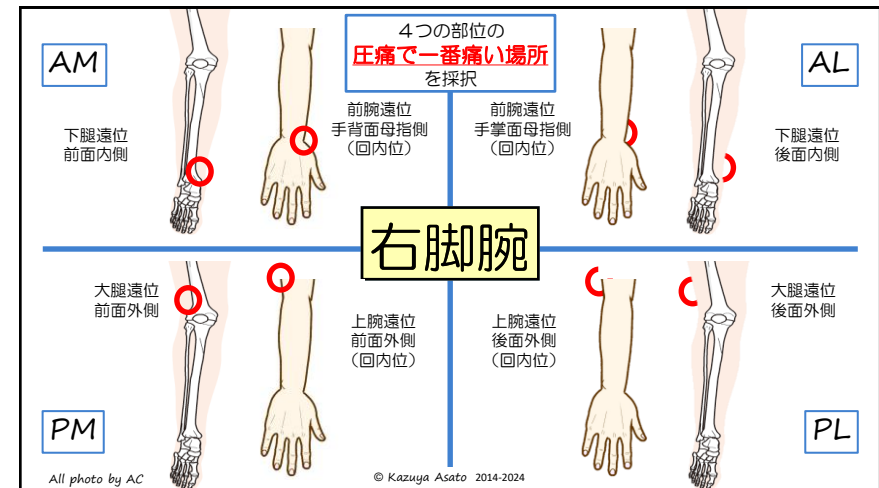 4つの部位の
圧痛で一番痛い場所
を採択
AM
下腿遠位
前面内側
前腕遠位
手背面母指側
（回内位）
前腕遠位
手掌面母指側
（回内位）
AL
下腿遠位
後面内側
右脚腕
大腿遠位
前面外側
上腕遠位
前面外側
（回内位）
上腕遠位
後面外側
（回内位）
大腿遠位
後面外側
PM
PL
All photo by AC
© Kazuya Asato 2014-2024